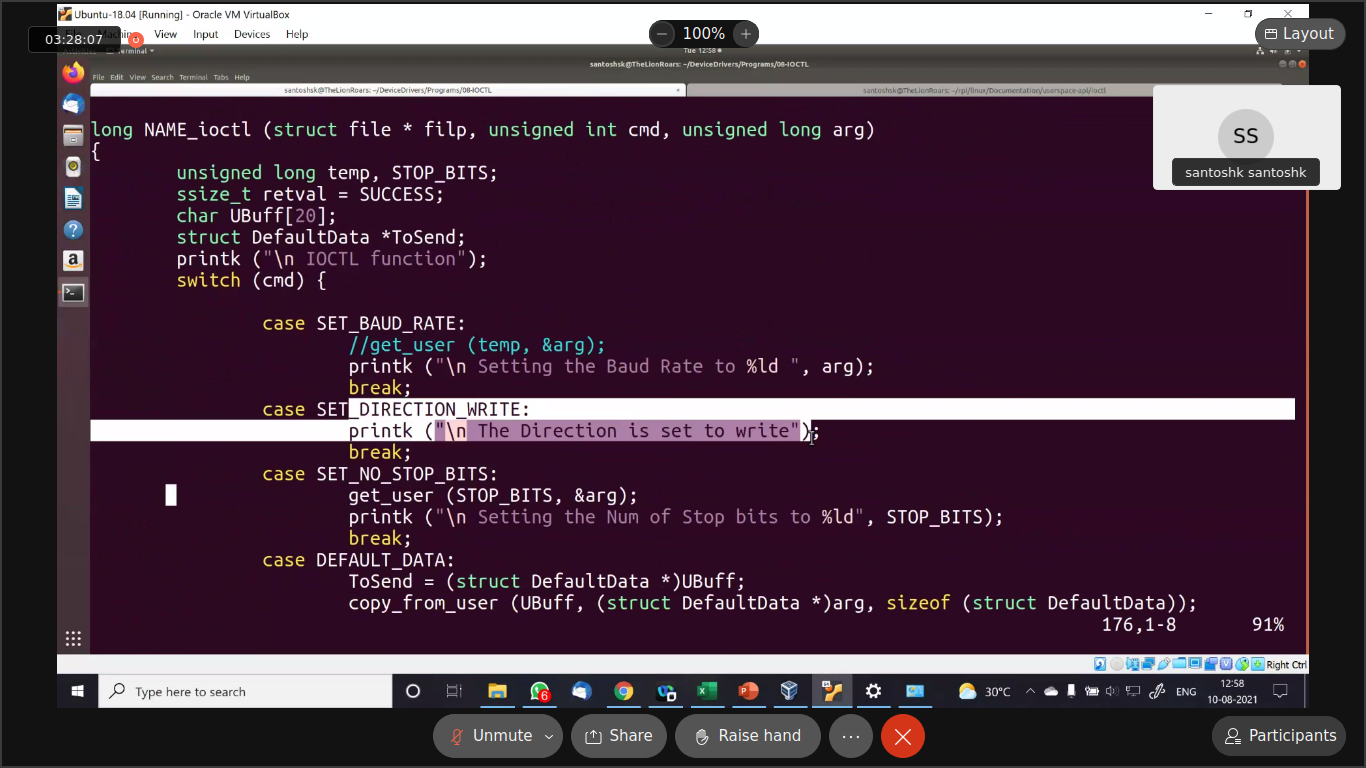 Ubuntu-18.04 [Running] - Oracle VM VirtualBox
03:28:07
View Input Devices Help
100%
Layout
Tue 12:58
santoshsk@TheLionRoars: ~/DeviceDrivers/Programs/08-IOCTL
File Edit View Search Terminal Tabs Help
santoshsk@TheLionRoars: ~/DeviceDrivers/Programs/08-IOCTL
santoshsk@TheLionRoars: ~/rpi/linux/Documentation/userspace-api/ioctl
SS
santoshk santoshk
long NAME_ioctl (struct file * filp, unsigned int cmd, unsigned long arg)
{
unsigned long temp, STOP_BITS;
ssize_t retval = SUCCESS;
char UBuff[20];
struct DefaultData *ToSend;
printk ("\n IOCTL function");
switch (cmd) {
case SET_BAUD_RATE:
//get_user (temp, &arg);
printk ("\n Setting the Baud Rate to %ld ", arg);
break;
case SET_DIRECTION_WRITE:
printk ("\n The Direction is set to write");
break;
case SET_NO_STOP_BITS:
get_user (STOP_BITS, &arg);
printk ("\n Setting the Num of Stop bits to %ld", STOP_BITS);
break;
case DEFAULT_DATA:
ToSend = (struct DefaultData *)UBuff;
copy_from_user (UBuff, (struct DefaultData *)arg, sizeof (struct DefaultData));
176,1-8 91%
Right Ctrl
Type here to search
6
30°C
ENG
12:58
10-08-2021
Unmute
Share
Raise hand
Participants